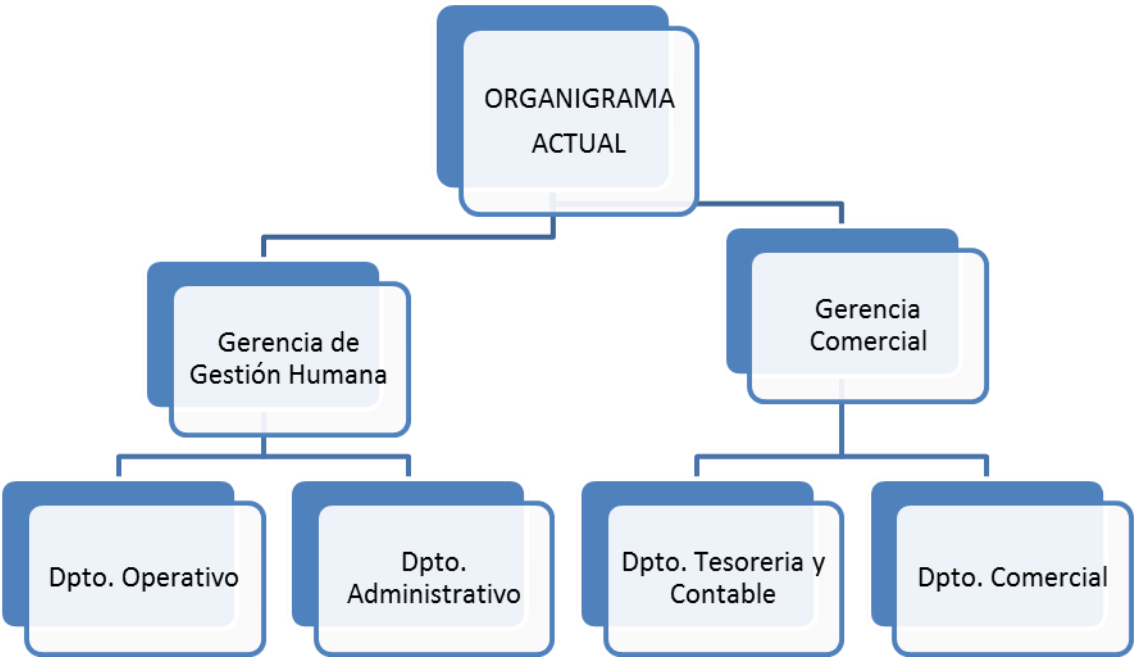 ORGANIGRAMA
ACTUAL
Gerencia de
Gestión Humana
Gerencia
Comercial
Dpto. Operativo
Dpto.
Administrativo
Dpto. Tesoreria y
Contable
Dpto. Comercial